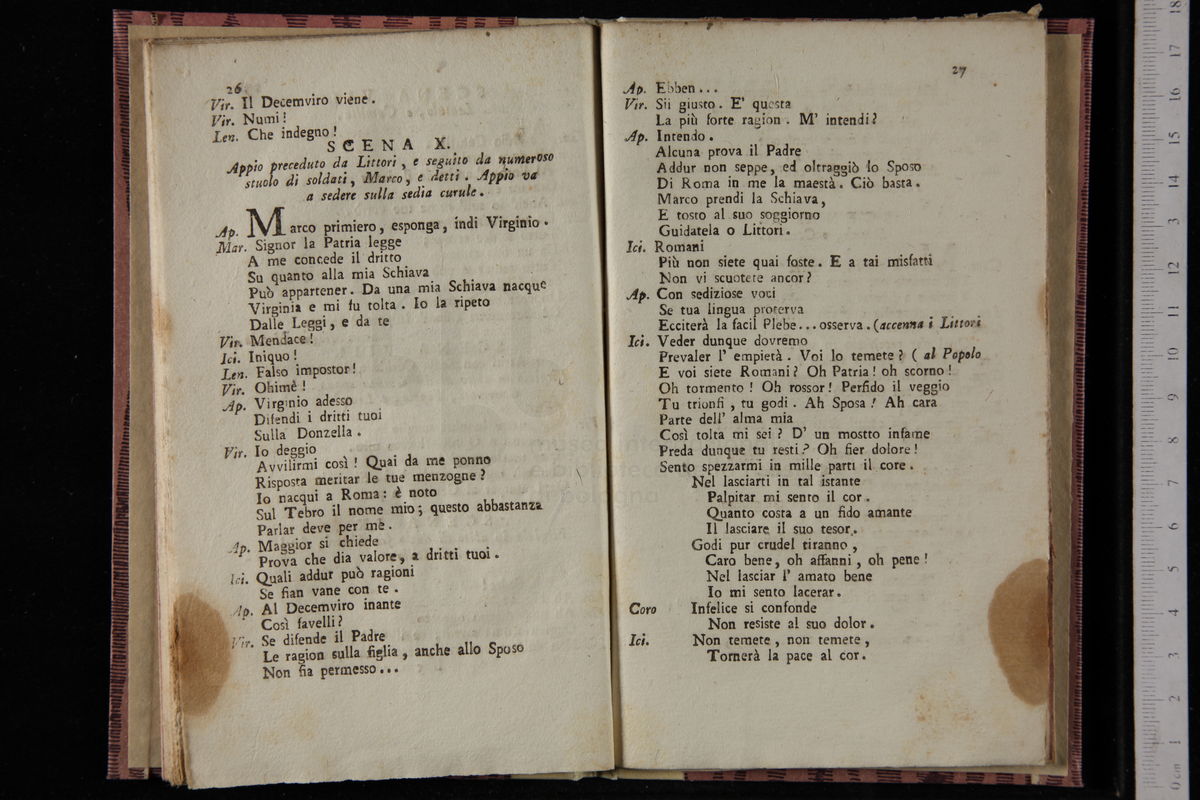 26
Vir. Il Decemviro viene.
Vir. Numi!
Len. Che indegno!
SCENA X.
Appio preceduto da Littori, e seguito da numeroso
stuolo di soldati, Marco, e detti. Appio va
a sedere sulla sedia curule.
Ap. Marco primiero, esponga, indi Virginio.
Mar. Signor la Patria legge
A me concede il dritto
Su quanto alla mia Schiava
Può appartener. Da una mia Schiava nacque
Virginia e mi fu tolta. Io la ripeto
Dalle Leggi, e da te
Vir. Mendace!
Ici. Iniquo!
Len. Falso impostor!
Vir. Ohimè!
Ap. Virginio adesso
Difendi i dritti tuoi
Sulla Donzella.
Vir. Io deggio
Avvilirmi così! Quai da me ponno
Risposta meritar le tue menzogne?
Io nacqui a Roma: è noto
Sul Tebro il nome mio; questo abbastanza
Parlar deve per me.
Ap. Maggior si chiede
Prova che dia valore, a dritti tuoi.
Ici. Quali addur può ragioni
Se fian vane con te.
Ap. Al Decemviro inante
Così favelli?
Vir. Se difende il Padre
Le ragion sulla figlia, anche allo Sposo
Non fia permesso...
27
Ap. Ebben...
Vir. Sii giusto. E' questa
La più forte ragion. M' intendi?
Ap. Intendo.
Alcuna prova il Padre
Addur non seppe, ed oltraggiò lo Sposo
Di Roma in me la maestà. Ciò basta.
Marco prendi la Schiava,
E tosto al suo soggiorno
Guidatela o Littori.
Ici. Romani
Più non siete quai foste. E a tai misfatti
Non vi scuotete ancor?
Ap. Con sediziose voci
Se tua lingua proterva
Ecciterà la facil Plebe... osserva. (accenna i Littori
Ici. Veder dunque dovremo
Prevaler l' empietà. Voi lo temete? ( al Popolo
E voi siete Romani? Oh Patria! oh scorno!
Oh tormento! Oh rossor! Perfido il veggio
Tu trionfi, tu godi. Ah Sposa! Ah cara
Parte dell' alma mia
Così tolta mi sei? D' un mostto infame
Preda dunque tu resti? Oh fier dolore!
Sento spezzarmi in mille parti il core.
Nel lasciarti in tal istante
Palpitar mi sento il cor.
Quanto costa a un fido amante
Il lasciare il suo tesor.
Godi pur crudel tiranno,
Caro bene, oh affanni, oh pene!
Nel lasciar l' amato bene
Io mi sento lacerar.
Coro Infelice si confonde
Non resiste al suo dolor.
Ici. Non temete, non temete,
Tornerà la pace al cor.